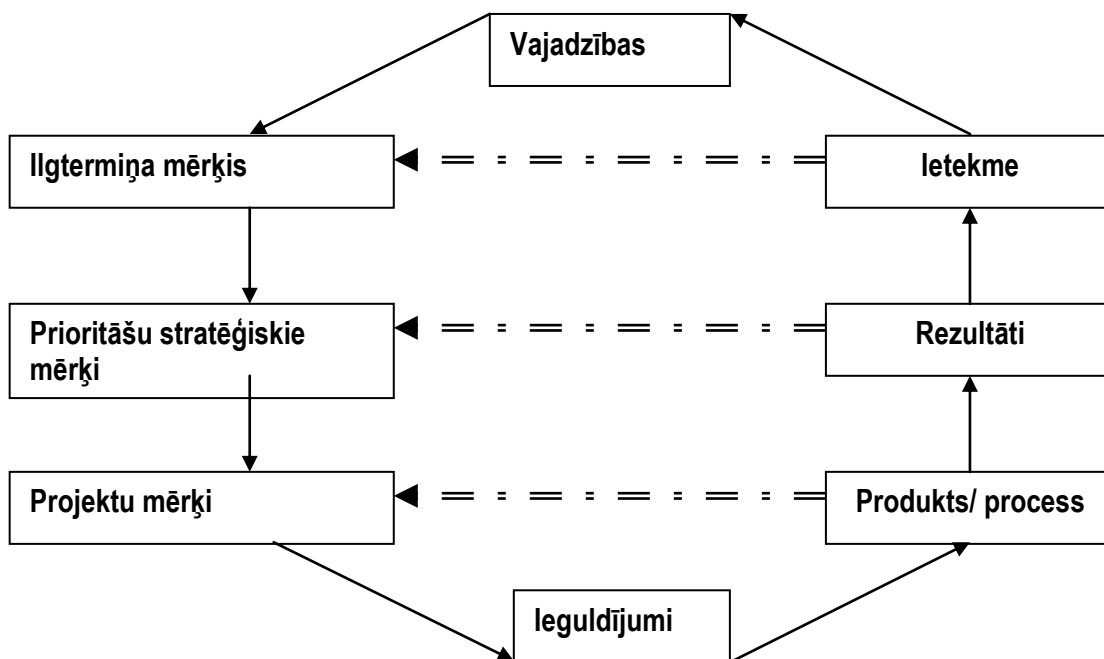 Vajadzības
Ilgtermiņa mērķis
Ietekme
Prioritāšu stratēģiskie
mērķi
Rezultāti
Projektu mērķi
Produkts/ process
Ieguldījumi